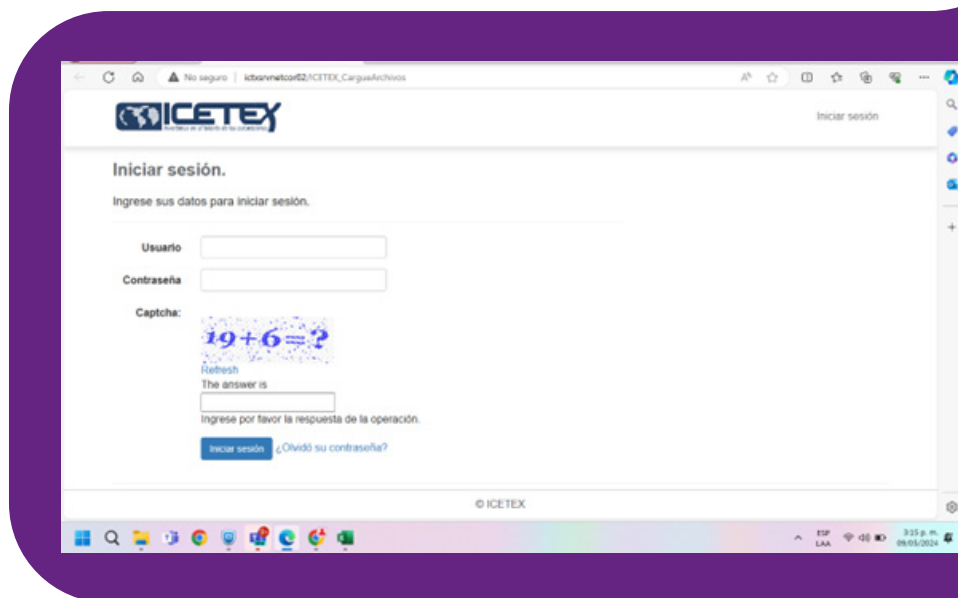 No seguro | ictxsrvnetcor02/ICETEX_CargueArchivos
ICETEX
Iniciar sesión
Iniciar sesión.
Ingrese sus datos para iniciar sesión.
Usuario
Contraseña
Captcha:
19+6=?
Refresh
The answer is
Ingrese por favor la respuesta de la operación.
Iniciar sesión ¿Olvidó su contraseña?
© ICETEX
ESP
LAA
3:15 p. m.
09/05/2024